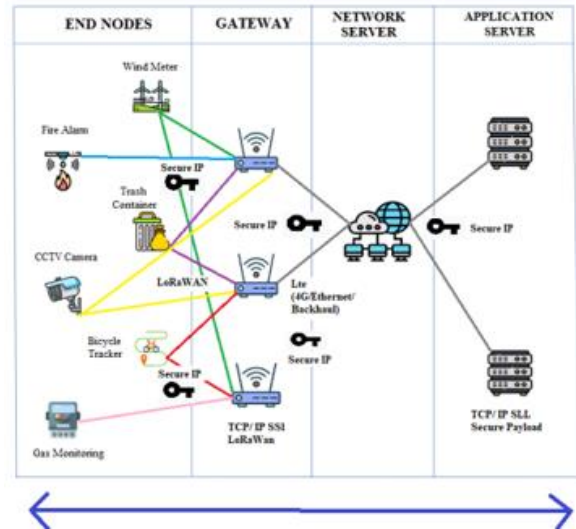 END NODES
GATEWAY
NETWORK
SERVER
APPLICATION
SERVER
Wind Meter
Fire Alarm
Secure IP
Trash
Container
CCTV Camera
LoRaWAN
Bicycle
Tracker
Secure IP
Gas Monitoring
TCP/ IP SSI
LoRaWan
Secure IP
Lte
(4G/Ethernet/
Backhoul)
Secure IP
Secure IP
TCP/ IP SLL
Secure Payload